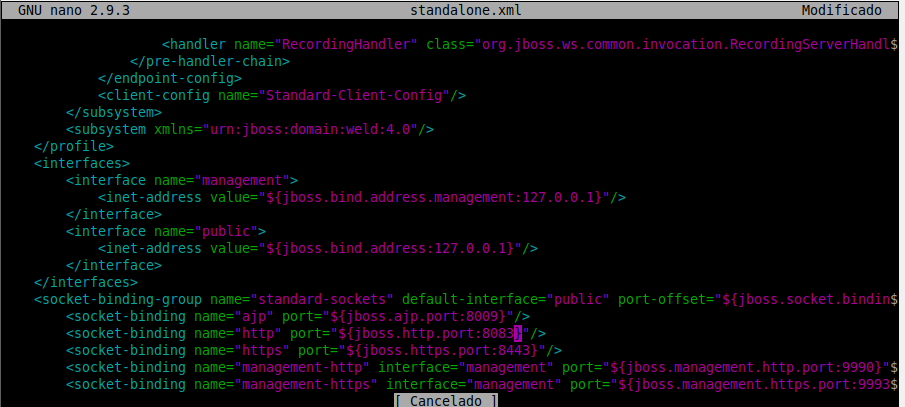 GNU nano 2.9.3 standalone.xml Modificado
<handler name="RecordingHandler" class="org.jboss.ws.common.invocation.RecordingServerHandl$
</pre-handler-chain>
</endpoint-config>
<client-config name="Standard-Client-Config"/>
</subsystem>
<subsystem xmlns="urn:jboss:domain:weld:4.0"/>
</profile>
<interfaces>
<interface name="management">
<inet-address value="${jboss.bind.address.management:127.0.0.1}"/>
</interface>
<interface name="public">
<inet-address value="${jboss.bind.address:127.0.0.1}"/>
</interface>
</interfaces>
<socket-binding-group name="standard-sockets" default-interface="public" port-offset="${jboss.socket.bindin$
<socket-binding name="ajp" port="${jboss.ajp.port:8009}"/>
<socket-binding name="http" port="${jboss.http.port:8083}"/>
<socket-binding name="https" port="${jboss.https.port:8443}"/>
<socket-binding name="management-http" interface="management" port="${jboss.management.http.port:9990}"$
<socket-binding name="management-https" interface="management" port="${jboss.management.https.port:9993$
[ Cancelado ]